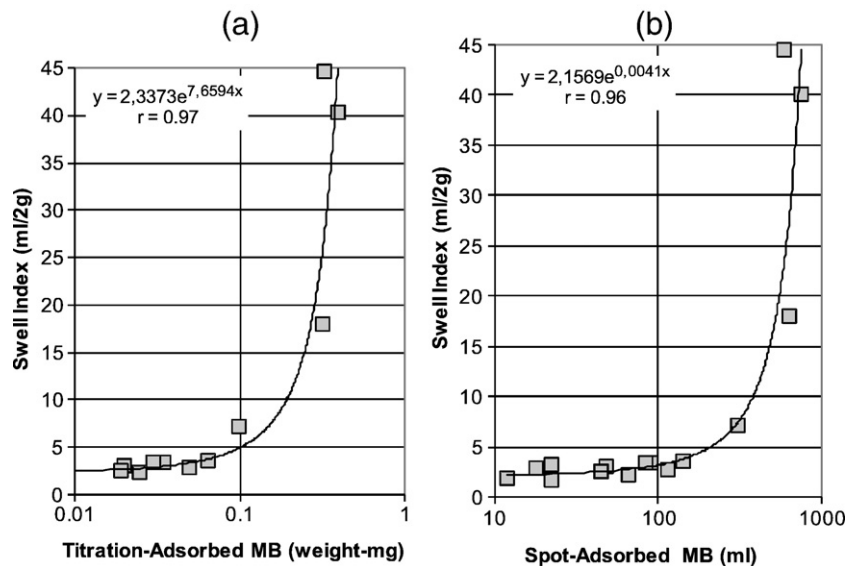 (a)
45
40
35
30
25
20
15
10
5
0
Swell Index (ml/2g)
y = 2,3373e^7,6594x
r = 0.97
0.01 0.1 1
Titration-Adsorbed MB (weight-mg)
(b)
45
40
35
30
25
20
15
10
5
0
Swell Index (ml/2g)
y = 2,1569e^0,0041x
r = 0.96
10 100 1000
Spot-Adsorbed MB (ml)